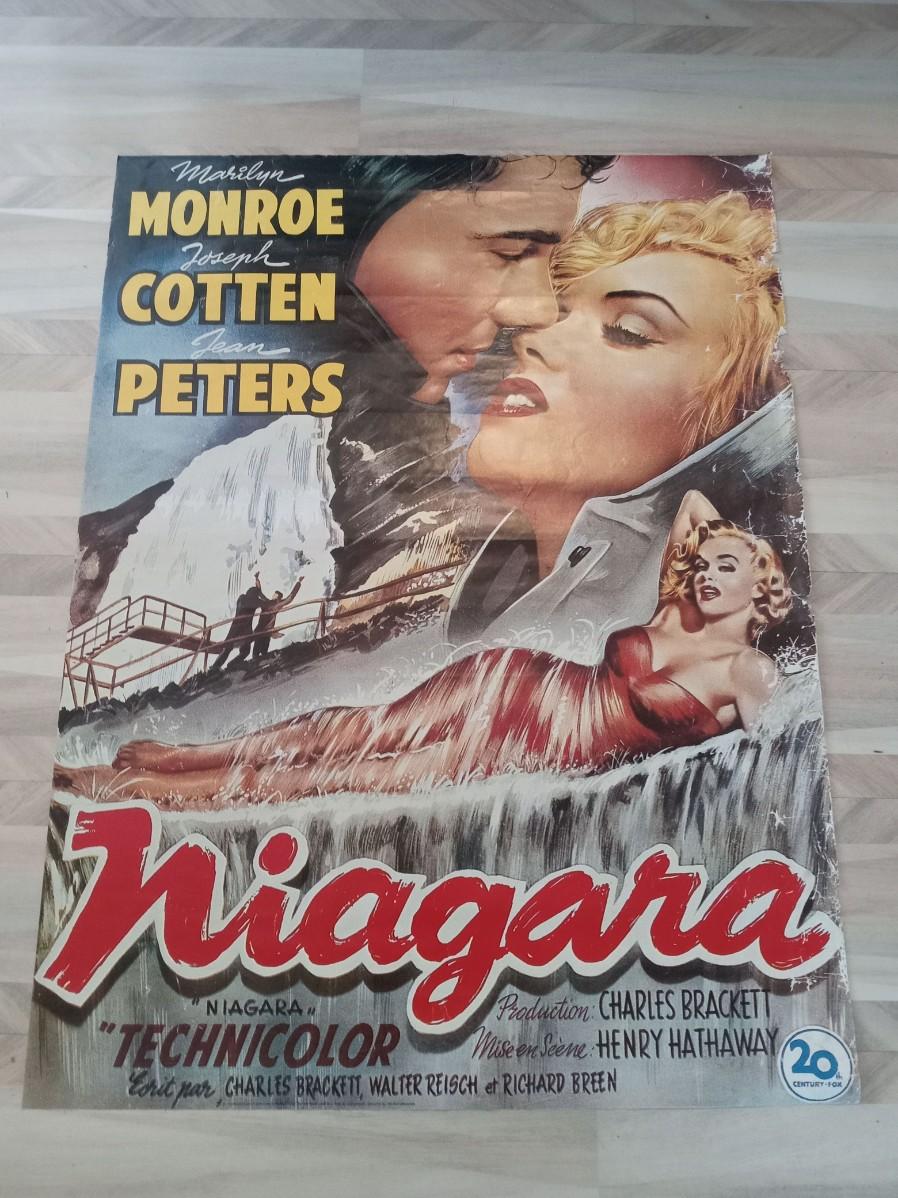 Marilyn
MONROE
Joseph
COTTEN
Jean
PETERS
Niagara
"NIAGARA"
"TECHNICOLOR
Production: CHARLES BRACKETT
Mise en Scène: HENRY HATHAWAY
Écrit par, CHARLES BRACKETT, WALTER REISCH et RICHARD BREEN
20th
CENTURY-FOX